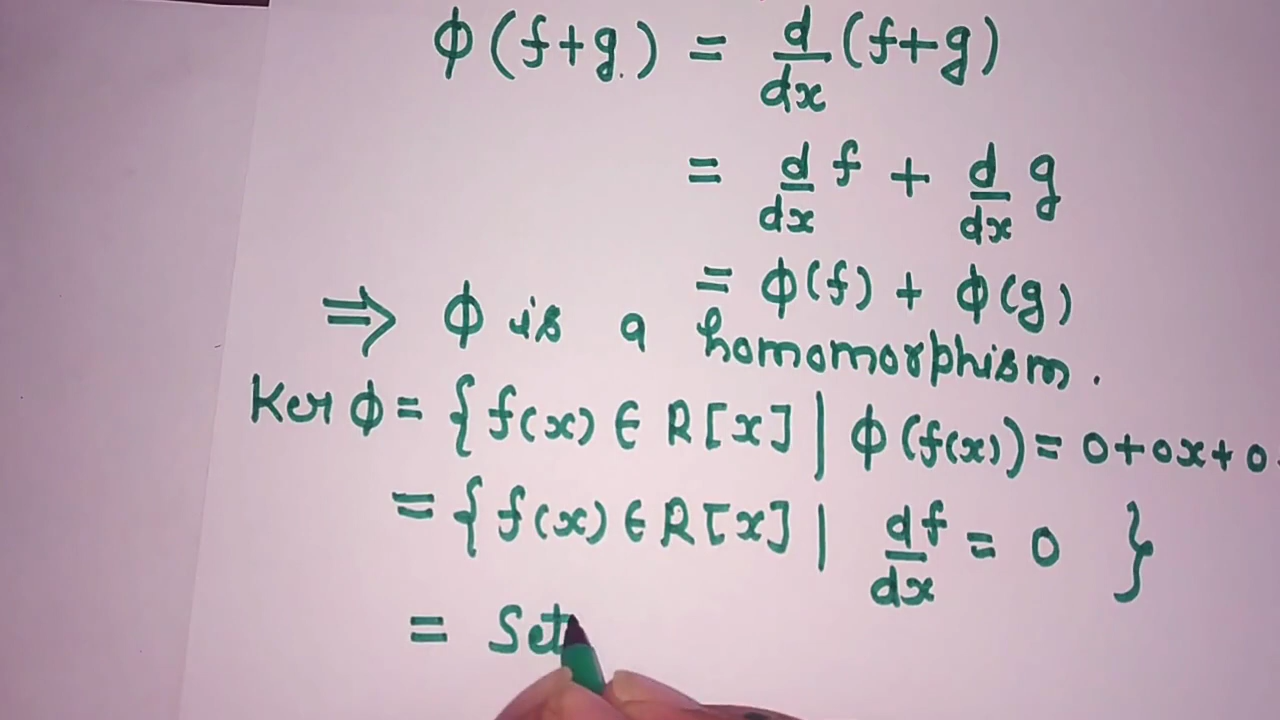 ϕ(f+g) = d/dx (f+g)
= d/dx f + d/dx g
= ϕ(f) + ϕ(g)
⇒ ϕ is a homomorphism.
Ker ϕ = {f(x) ∈ R[x] | ϕ(f(x)) = 0+0x+0
= {f(x) ∈ R[x] | df/dx = 0 }
= Set